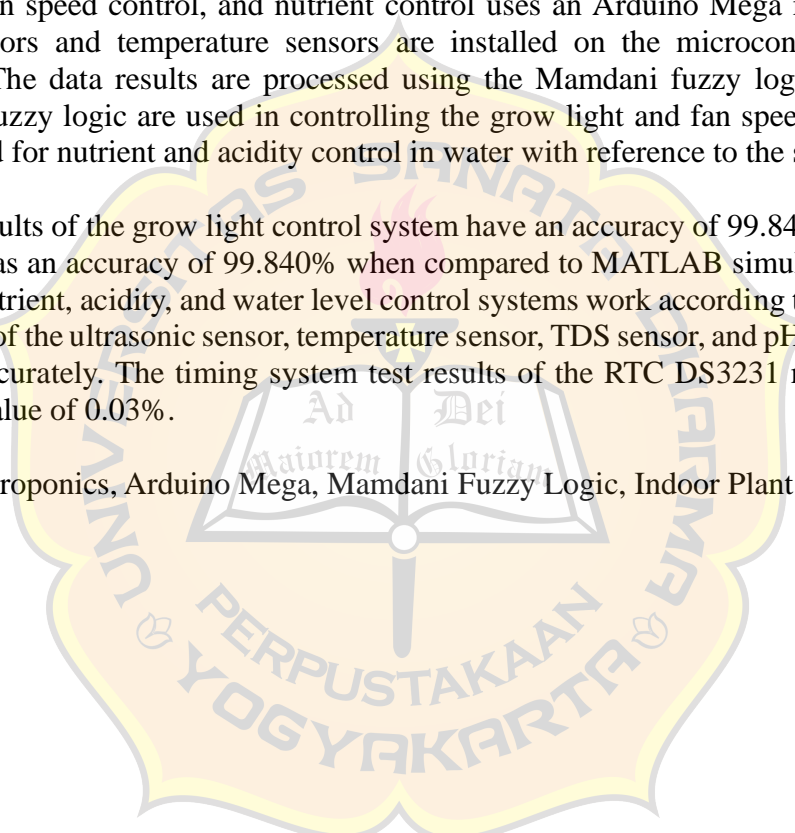 n speed control, and nutrient control uses an Arduino Mega
ors and temperature sensors are installed on the microcon
The data results are processed using the Mamdani fuzzy log
uzzy logic are used in controlling the grow light and fan spee
d for nutrient and acidity control in water with reference to the s
ults of the grow light control system have an accuracy of 99.84
as an accuracy of 99.840% when compared to MATLAB simul
trient, acidity, and water level control systems work according t
of the ultrasonic sensor, temperature sensor, TDS sensor, and pH
ccurately. The timing system test results of the RTC DS3231
alue of 0.03%.
roponics, Arduino Mega, Mamdani Fuzzy Logic, Indoor Plant
UNIVERSITAS SANATA DHARMA
Ad Dei
Maiorem Gloriam
PERPUSTAKAAN
YOGYAKARTA